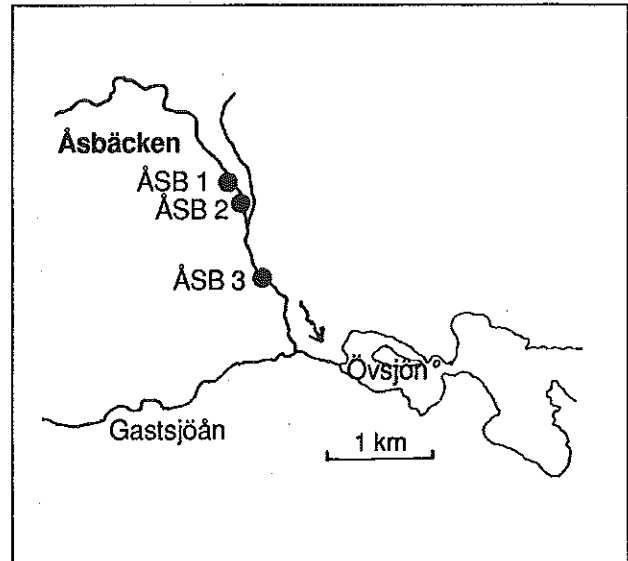 Åsbäcken
ÅSB 1
ÅSB 2
ÅSB 3
Övsjön
Gastsjöån
1 km